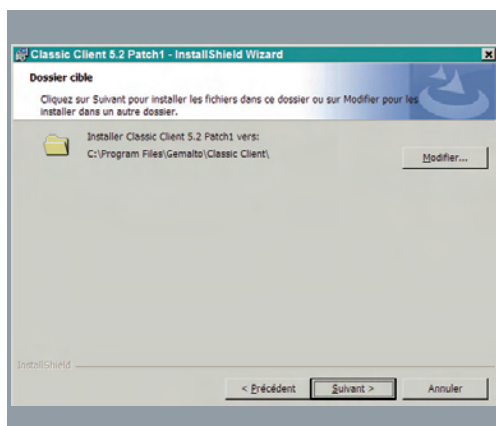 Classic Client 5.2 Patch1 - InstallShield Wizard
Dossier cible
Cliquez sur Suivant pour installer les fichiers dans ce dossier ou sur Modifier pour les
installer dans un autre dossier.
Installer Classic Client 5.2 Patch1 vers:
C:\Program Files\Gemalto\Classic Client\
Modifier...
InstallShield
< Précédent
Suivant >
Annuler